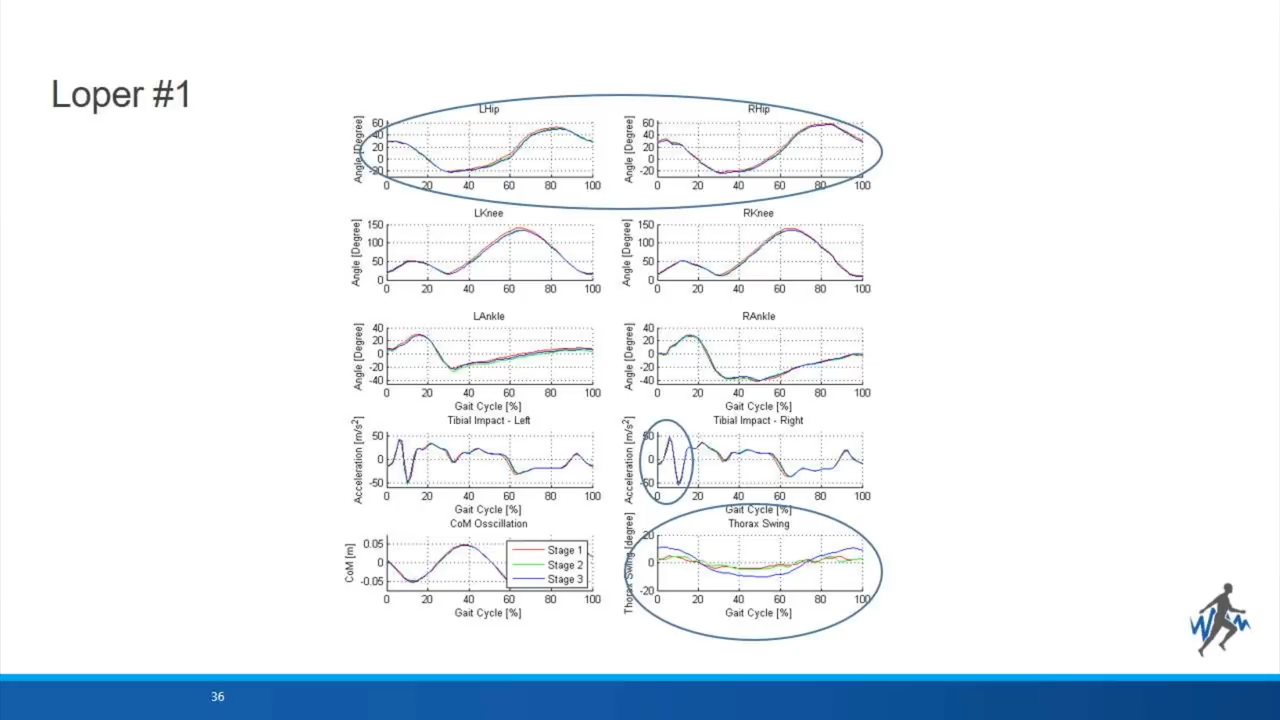 Loper #1
LHip
RHip
Angle [Degree]
60
40
20
0
-20
0 20 40 60 80 100
Angle [Degree]
60
40
20
0
-20
0 20 40 60 80 100
LKnee
RKnee
Angle [Degree]
150
100
50
0
0 20 40 60 80 100
Angle [Degree]
150
100
50
0
0 20 40 60 80 100
LAnkle
RAnkle
Angle [Degree]
40
20
0
-20
-40
0 20 40 60 80 100
Gait Cycle [%]
Angle [Degree]
40
20
0
-20
-40
0 20 40 60 80 100
Gait Cycle [%]
Tibial Impact - Left
Tibial Impact - Right
Acceleration [m/s²]
50
0
-50
0 20 40 60 80 100
Gait Cycle [%]
Acceleration [m/s²]
50
0
-50
0 20 40 60 80 100
Gait Cycle [%]
CoM Osscillation
Thorax Swing
CoM [m]
0.05
0
-0.05
0 20 40 60 80 100
Gait Cycle [%]
Stage 1
Stage 2
Stage 3
Thorax Swing [degree]
20
0
-20
0 20 40 60 80 100
Gait Cycle [%]
36